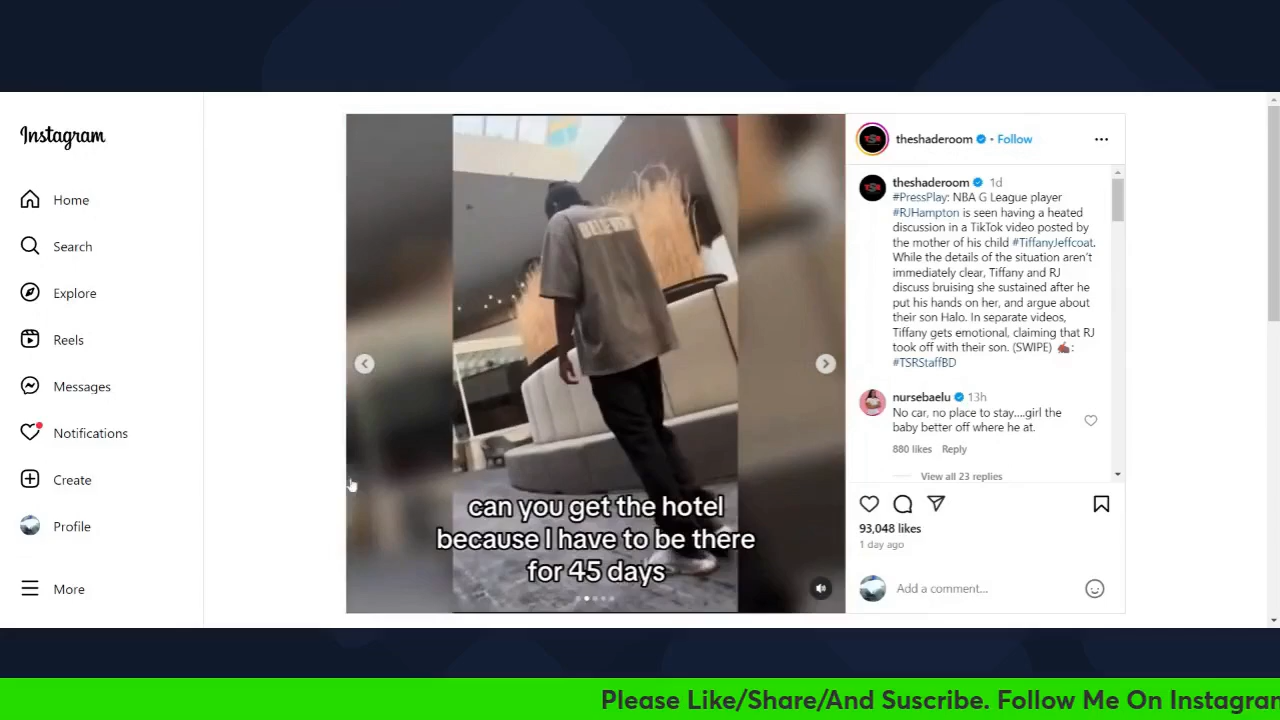 Instagram
Home
Search
Explore
Reels
Messages
Notifications
Create
Profile
More
can you get the hotel
because I have to be there
for 45 days
theshaderoom • Follow
theshaderoom 1d
#PressPlay: NBA G League player
#RJHampton is seen having a heated
discussion in a TikTok video posted by
the mother of his child #TiffanyJeffcoat.
While the details of the situation aren't
immediately clear, Tiffany and RJ
discuss bruising she sustained after he
put his hands on her, and argue about
their son Halo. In separate videos,
Tiffany gets emotional, claiming that RJ
took off with their son. (SWIPE) :
#TSRStaffBD
nursebaelu 13h
No car, no place to stay....girl the
baby better off where he at.
880 likes Reply
View all 23 replies
93,048 likes
1 day ago
Add a comment...
Please Like/Share/And Suscribe. Follow Me On Instagram